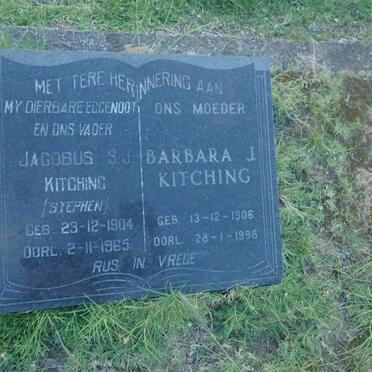 MET TERE HERINNERING AAN
MY DIERBARE EGGENOOT
EN ONS VADER
JACOBUS S.J.
KITCHING
(STEPHEN)
GEB. 23-12-1904
OORL. 2-11-1965
ONS MOEDER
BARBARA J.
KITCHING
GEB. 13-12-1906
OORL. 28-1-1996
RUS IN VREDE